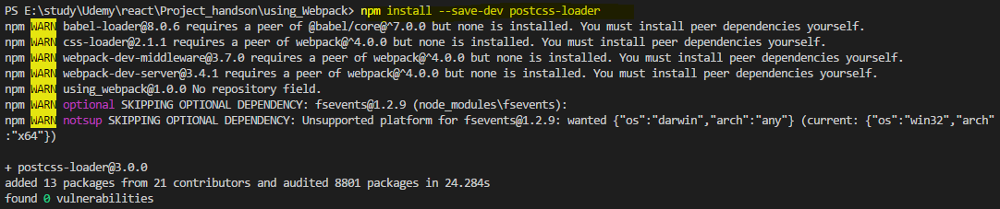 PS E:\study\Udemy\react\Project_handson\using_Webpack> npm install --save-dev postcss-loader
npm WARN babel-loader@8.0.6 requires a peer of @babel/core@^7.0.0 but none is installed. You must install peer dependencies yourself.
npm WARN css-loader@2.1.1 requires a peer of webpack@^4.0.0 but none is installed. You must install peer dependencies yourself.
npm WARN webpack-dev-middleware@3.7.0 requires a peer of webpack@^4.0.0 but none is installed. You must install peer dependencies yourself.
npm WARN webpack-dev-server@3.4.1 requires a peer of webpack@^4.0.0 but none is installed. You must install peer dependencies yourself.
npm WARN using_webpack@1.0.0 No repository field.
npm WARN optional SKIPPING OPTIONAL DEPENDENCY: fsevents@1.2.9 (node_modules\fsevents):
npm WARN notsup SKIPPING OPTIONAL DEPENDENCY: Unsupported platform for fsevents@1.2.9: wanted {"os":"darwin","arch":"any"} (current: {"os":"win32","arch"
:"x64"})
+ postcss-loader@3.0.0
added 13 packages from 21 contributors and audited 8801 packages in 24.284s
found 0 vulnerabilities